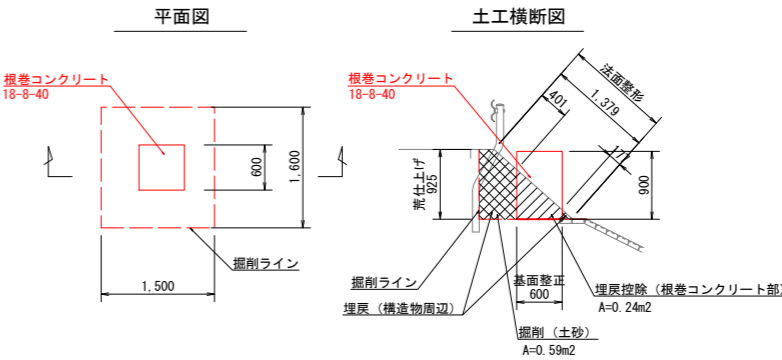 平面図
土工横断図
根巻コンクリート
18-8-40
600
1,600
掘削ライン
1,500
根巻コンクリート
18-8-40
法面整形
1,379
401
177
荒仕上げ
925
900
掘削ライン
基面整正
600
埋戻（構造物周辺）
埋戻控除（根巻コンクリート部）
A=0.24m2
掘削（土砂）
A=0.59m2